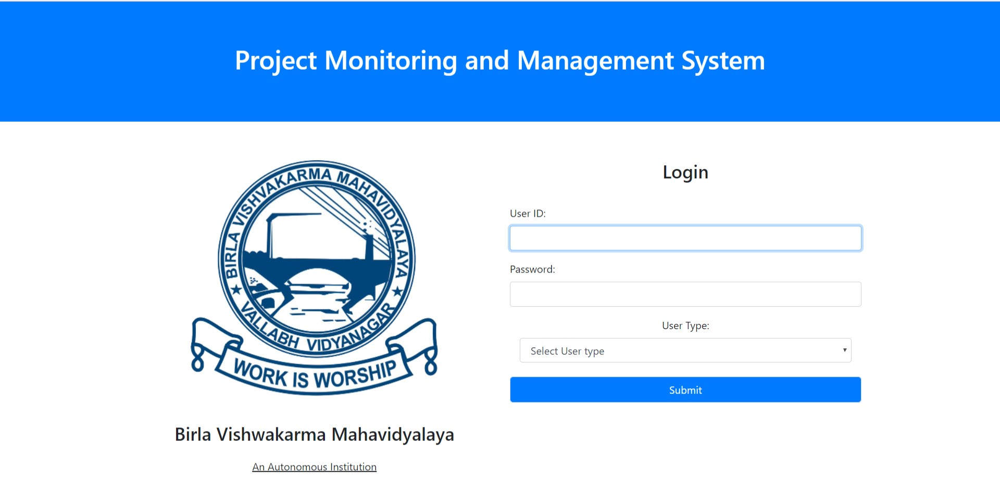 Project Monitoring and Management System
BIRLA VISHVAKARMA MAHAVIDYALAYA
★ VALLABH VIDYANAGAR ★
WORK IS WORSHIP
Birla Vishwakarma Mahavidyalaya
An Autonomous Institution
Login
User ID:
Password:
User Type:
Select User type
Submit